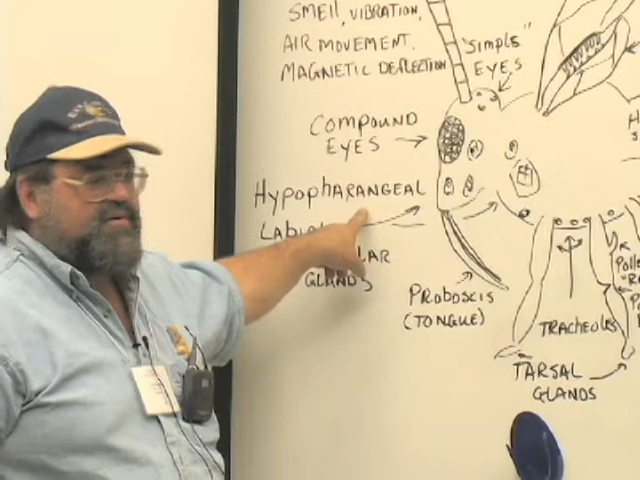 SMELL, VIBRATION,
AIR MOVEMENT.
MAGNETIC DEFLECTION
"SIMPLE"
EYES
COMPOUND
EYES
HYPOPHARANGEAL
GLANDS
PROBOSCIS
(TONGUE)
TRACHEOLES
TARSAL
GLANDS